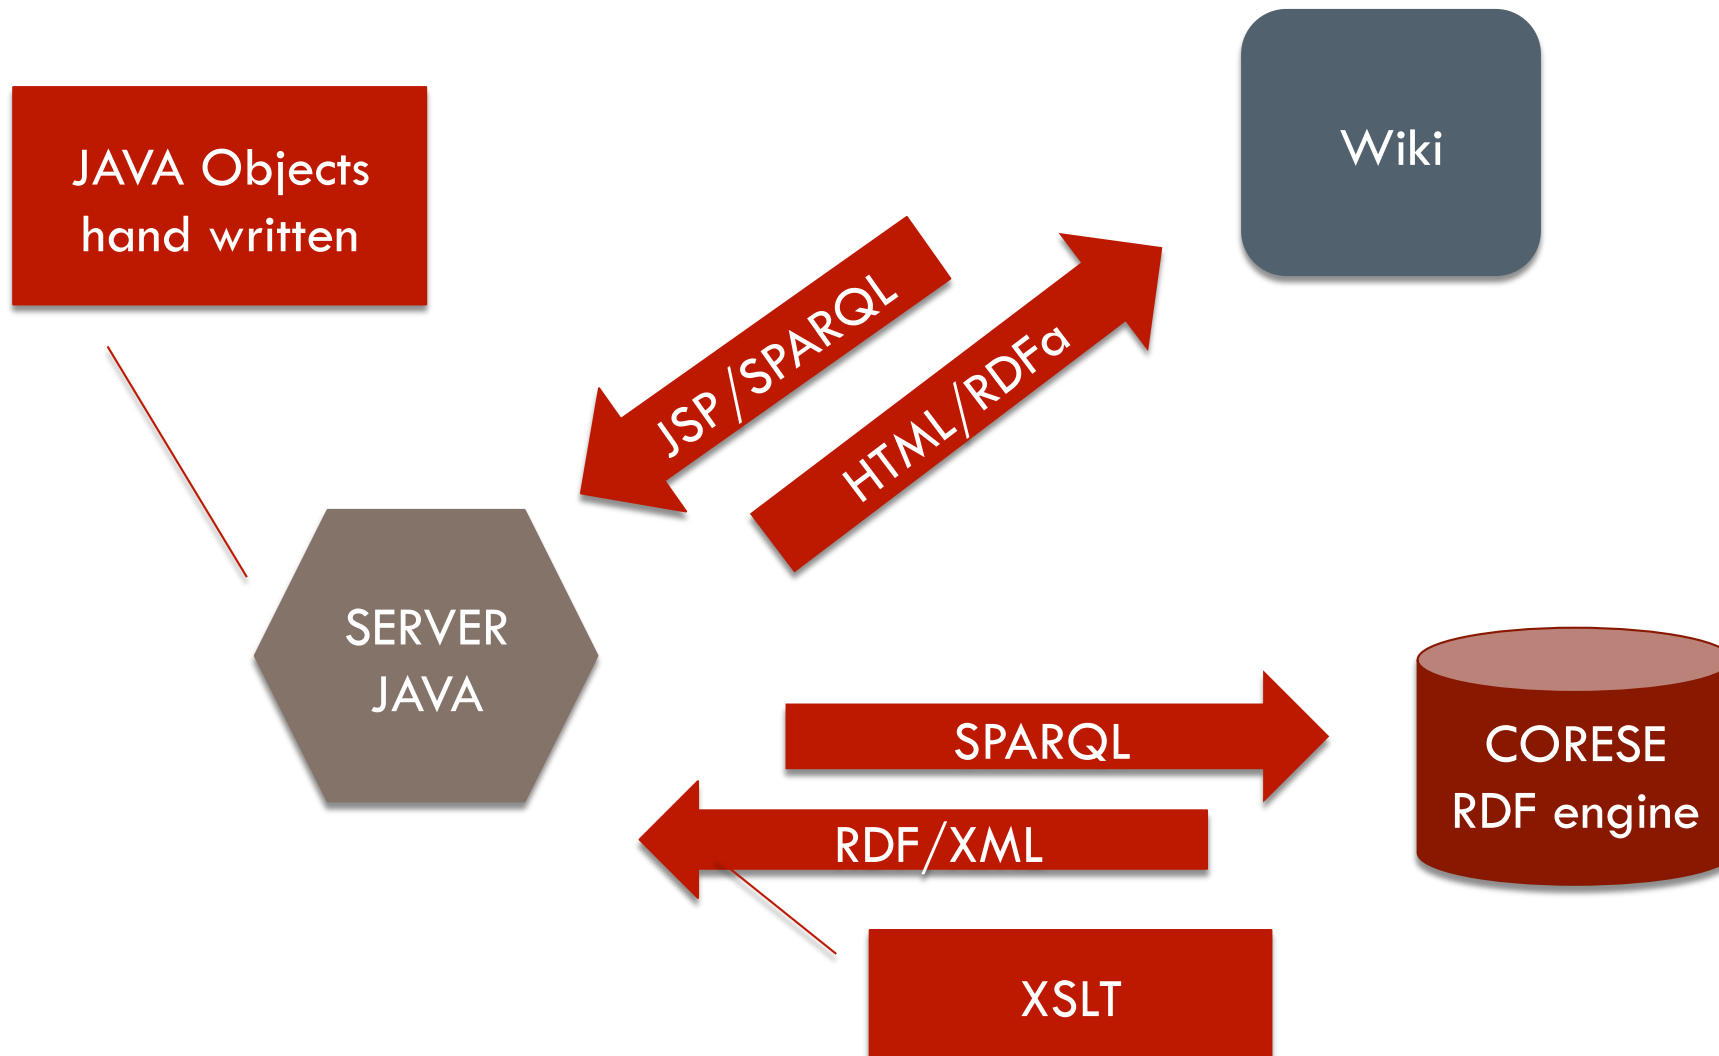 JAVA Objects
hand written
Wiki
JSP/SPARQL
HTML/RDFa
SERVER
JAVA
SPARQL
RDF/XML
CORESE
RDF engine
XSLT